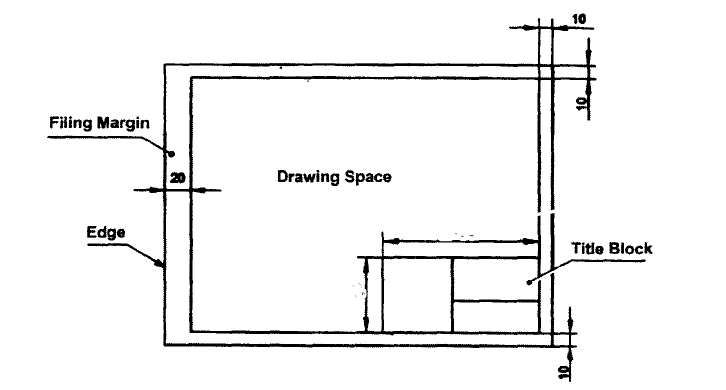 10
10
Filing Margin
20
Drawing Space
Edge
Title Block
10